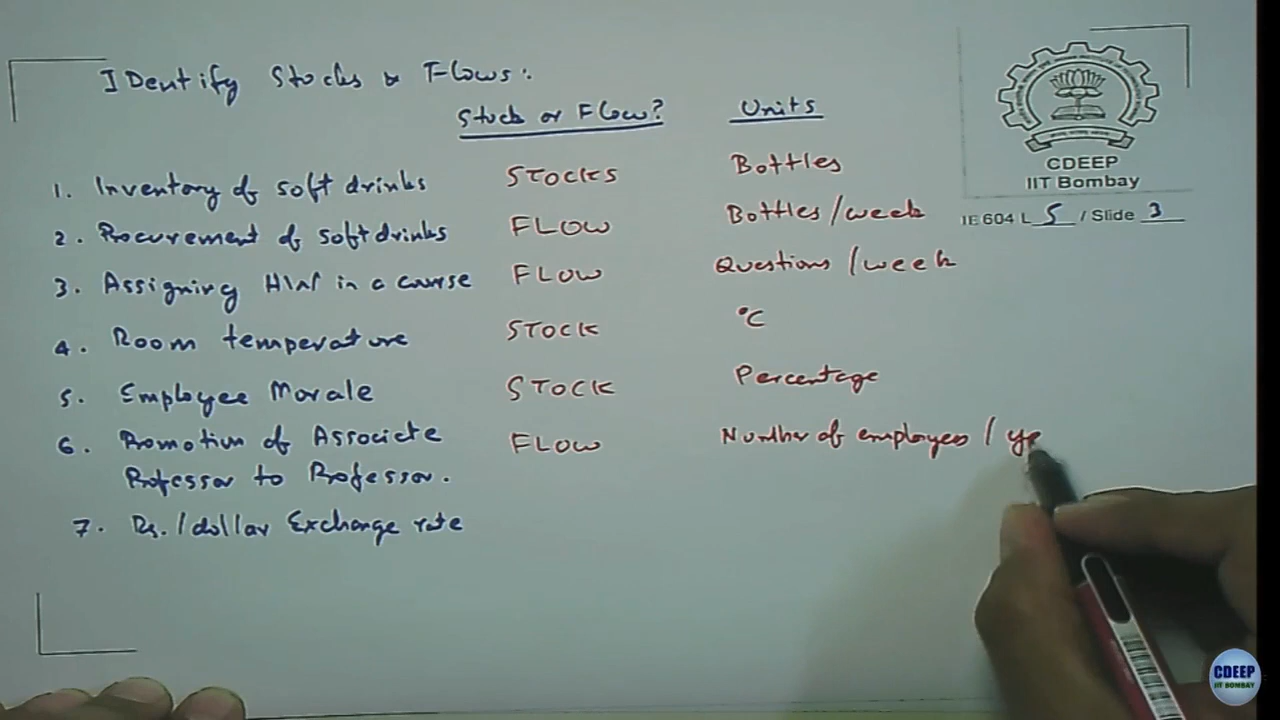 IDentify Stocks & Flows:
Stock or Flow? Units
1. Inventory of soft drinks STOCKS Bottles
2. Procurement of soft drinks FLOW Bottles/week
3. Assigning HW in a course FLOW Questions/week
4. Room temperature STOCK °C
5. Employee Morale STOCK Percentage
6. Promotion of Associate FLOW Number of employees / ye
Professor to Professor.
7. Rs./dollar Exchange rate
CDEEP
IIT Bombay
IE 604 L 5 / Slide 3
CDEEP
IIT BOMBAY